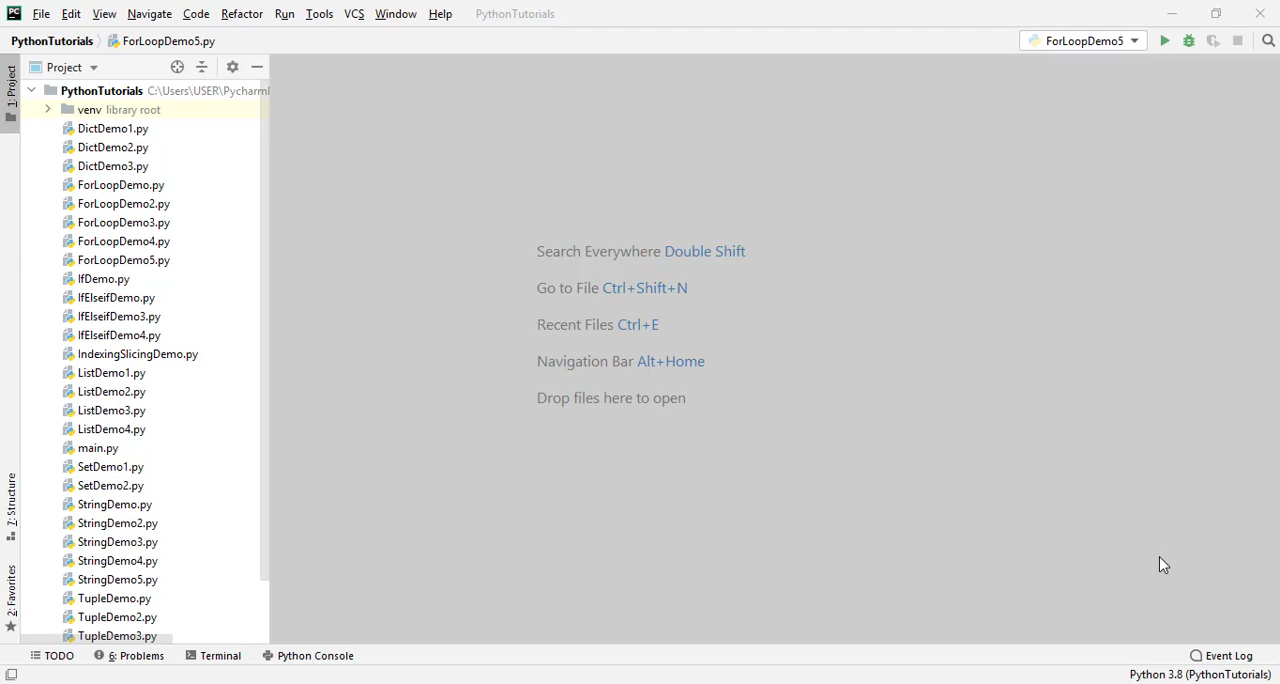 PC File Edit View Navigate Code Refactor Run Tools VCS Window Help PythonTutorials
PythonTutorials ForLoopDemo5.py ForLoopDemo5
1: Project
Project
PythonTutorials C:\Users\USER\Pycharml
venv library root
DictDemo1.py
DictDemo2.py
DictDemo3.py
ForLoopDemo.py
ForLoopDemo2.py
ForLoopDemo3.py
ForLoopDemo4.py
ForLoopDemo5.py
IfDemo.py
IfElseifDemo.py
IfElseifDemo3.py
IfElseifDemo4.py
IndexingSlicingDemo.py
ListDemo1.py
ListDemo2.py
ListDemo3.py
ListDemo4.py
main.py
SetDemo1.py
SetDemo2.py
StringDemo.py
StringDemo2.py
StringDemo3.py
StringDemo4.py
StringDemo5.py
TupleDemo.py
TupleDemo2.py
TupleDemo3.py
Search Everywhere Double Shift
Go to File Ctrl+Shift+N
Recent Files Ctrl+E
Navigation Bar Alt+Home
Drop files here to open
7: Structure
2: Favorites
TODO 6: Problems Terminal Python Console Event Log
Python 3.8 (PythonTutorials)